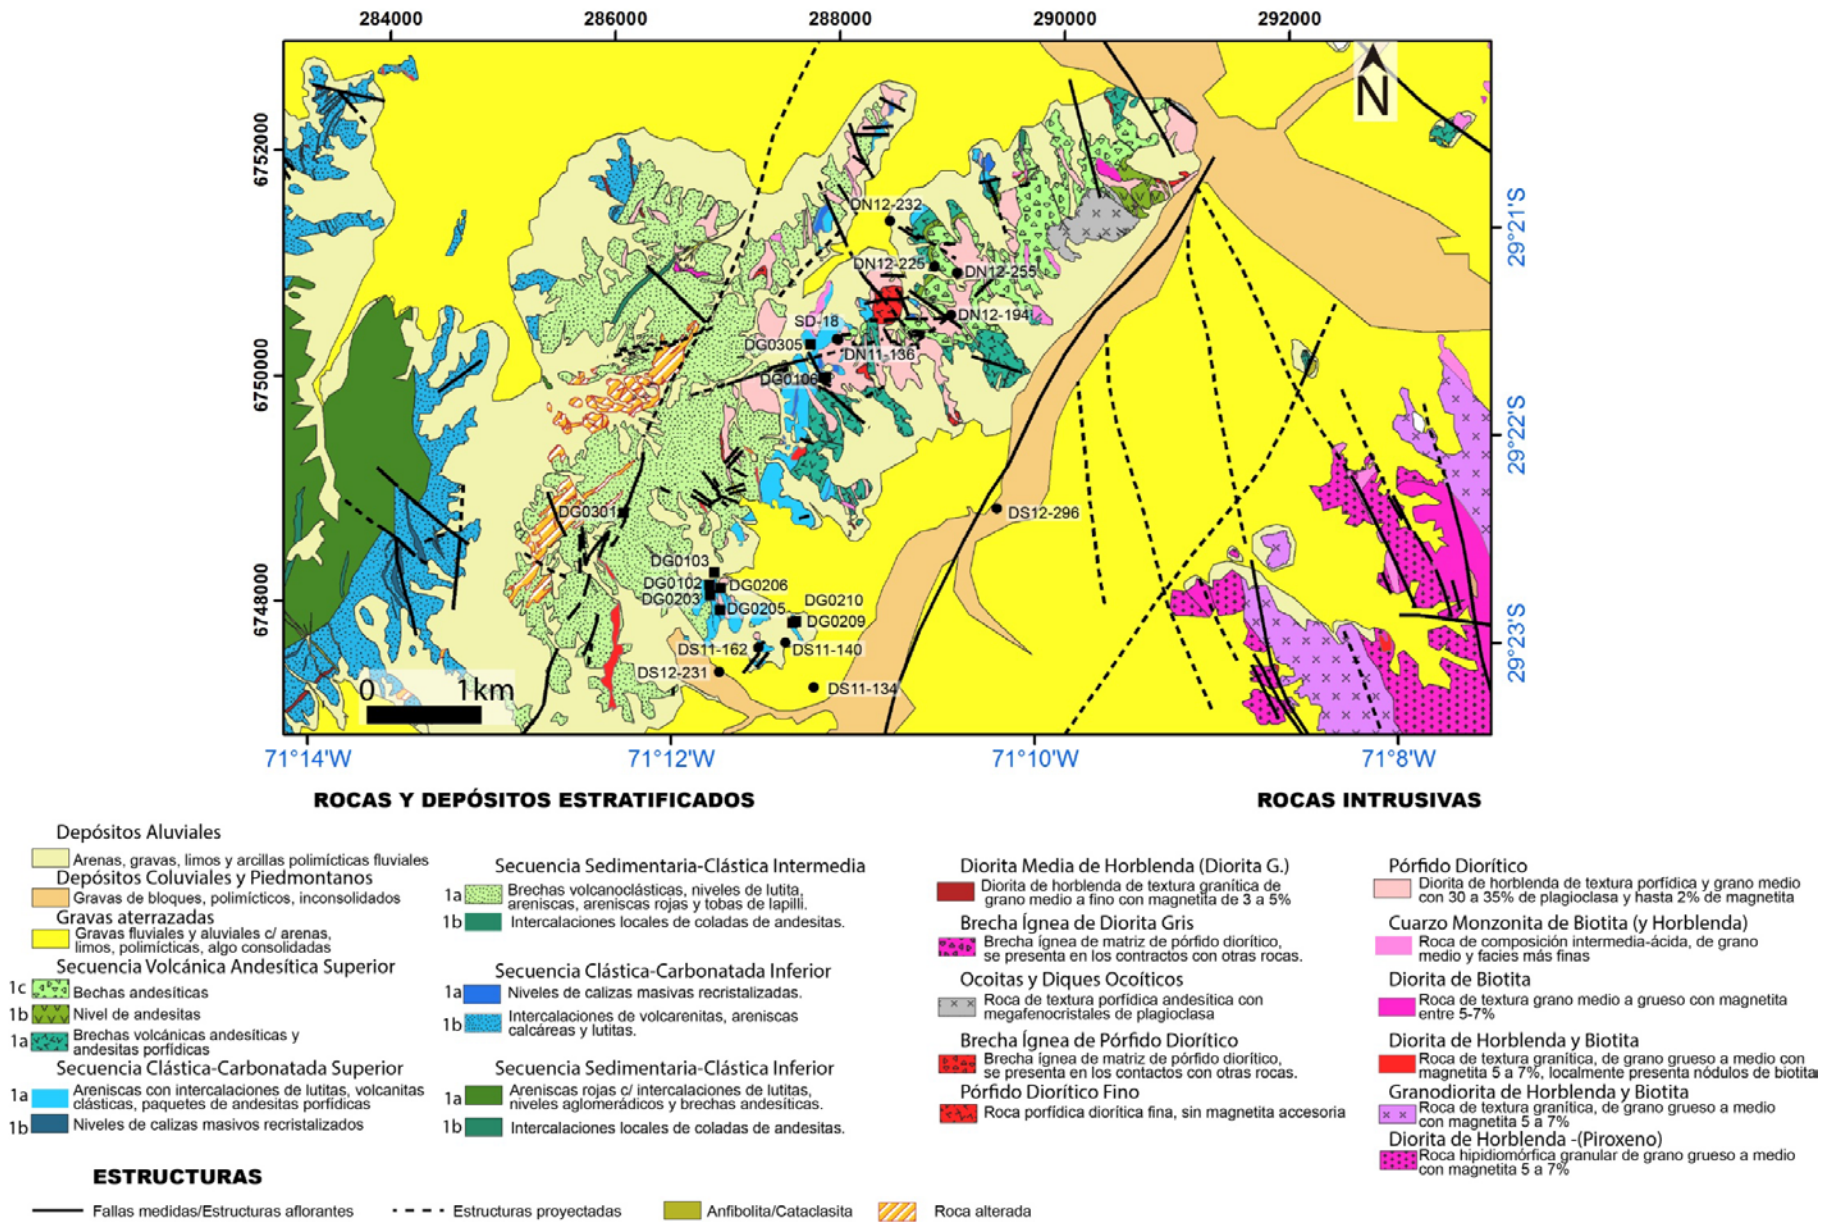 284000 286000 288000 290000 292000
N
6752000
6750000
6748000
29°21'S
29°22'S
29°23'S
DN12-232
DN12-225
DN12-255
DN12-194
SD-18
DG0305
DN11-136
DG0106
DG0301
DS12-296
DG0103
DG0102
DG0206
DG0203
DG0205
DG0210
DG0209
DS11-162
DS11-140
DS12-231
DS11-134
0 1km
71°14'W 71°12'W 71°10'W 71°8'W
ROCAS Y DEPÓSITOS ESTRATIFICADOS
Depósitos Aluviales
Arenas, gravas, limos y arcillas polimícticas fluviales
Depósitos Coluviales y Piedmontanos
Gravas de bloques, polimícticos, inconsolidados
Gravas aterrazadas
Gravas fluviales y aluviales c/ arenas,
limos, polimícticas, algo consolidadas
Secuencia Volcánica Andesítica Superior
1c Bechas andesíticas
1b Nivel de andesitas
1a Brechas volcánicas andesíticas y
andesitas porfídicas
Secuencia Clástica-Carbonatada Superior
1a Areniscas con intercalaciones de lutitas, volcanitas
clásticas, paquetes de andesitas porfídicas
1b Niveles de calizas masivos recristalizados
Secuencia Sedimentaria-Clástica Intermedia
1a Brechas volcanoclásticas, niveles de lutita,
areniscas, areniscas rojas y tobas de lapilli.
1b Intercalaciones locales de coladas de andesitas.
Secuencia Clástica-Carbonatada Inferior
1a Niveles de calizas masivas recristalizadas.
1b Intercalaciones de volcarenitas, areniscas
calcáreas y lutitas.
Secuencia Sedimentaria-Clástica Inferior
1a Areniscas rojas c/ intercalaciones de lutitas,
niveles aglomerádicos y brechas andesíticas.
1b Intercalaciones locales de coladas de andesitas.
ROCAS INTRUSIVAS
Diorita Media de Horblenda (Diorita G.)
Diorita de horblenda de textura granítica de
grano medio a fino con magnetita de 3 a 5%
Brecha Ígnea de Diorita Gris
Brecha ígnea de matriz de pórfido diorítico,
se presenta en los contactos con otras rocas.
Ocoitas y Diques Ocoíticos
Roca de textura porfídica andesítica con
megafenocristales de plagioclasa
Brecha Ígnea de Pórfido Diorítico
Brecha ígnea de matriz de pórfido diorítico,
se presenta en los contactos con otras rocas.
Pórfido Diorítico Fino
Roca porfídica diorítica fina, sin magnetita accesoria
Pórfido Diorítico
Diorita de horblenda de textura porfídica y grano medio
con 30 a 35% de plagioclasa y hasta 2% de magnetita
Cuarzo Monzonita de Biotita (y Horblenda)
Roca de composición intermedia-ácida, de grano
medio y facies más finas
Diorita de Biotita
Roca de textura grano medio a grueso con magnetita
entre 5-7%
Diorita de Horblenda y Biotita
Roca de textura granítica, de grano grueso a medio con
magnetita 5 a 7%, localmente presenta nódulos de biotita
Granodiorita de Horblenda y Biotita
Roca de textura granítica, de grano grueso a medio
con magnetita 5 a 7%
Diorita de Horblenda -(Piroxeno)
Roca hipidiomórfica granular de grano grueso a medio
con magnetita 5 a 7%
ESTRUCTURAS
Fallas medidas/Estructuras aflorantes Estructuras proyectadas Anfibolita/Cataclasita Roca alterada